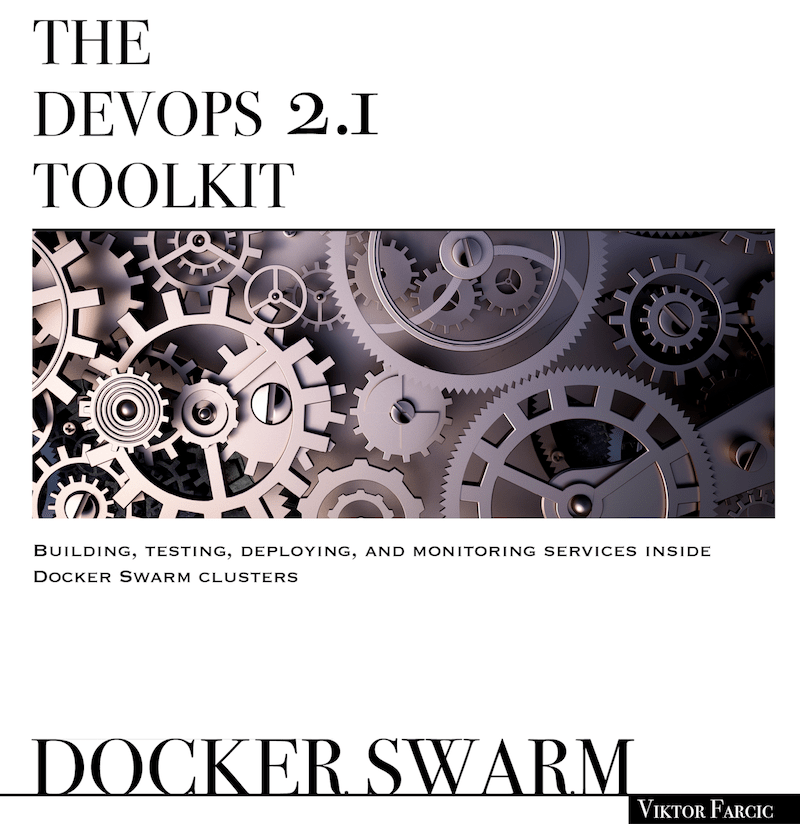 THE
DEVOPS 2.1
TOOLKIT
BUILDING, TESTING, DEPLOYING, AND MONITORING SERVICES INSIDE
DOCKER SWARM CLUSTERS
DOCKER SWARM
VIKTOR FARCIC